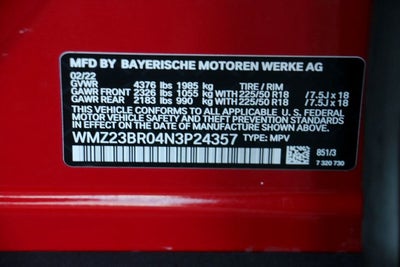 MFD BY BAYERISCHE MOTOREN WERKE AG
02/22
GVWR 4376 lbs 1985 kg TIRE / RIM
GAWR FRONT 2326 lbs 1055 kg 225/50 R18 /7.5J x 18
GAWR REAR 2183 lbs 990 kg 225/50 R18 /7.5J x 18
THIS VEHICLE CONFORMS TO ALL APPLICABLE U.S. FEDERAL
MOTOR VEHICLE SAFETY, BUMPER, AND THEFT PREVENTION
STANDARDS IN EFFECT ON THE DATE OF MANUFACTURE SHOWN ABOVE.
WMZ23BR04N3P24357 TYPE: MPV
851/3
7 320 730